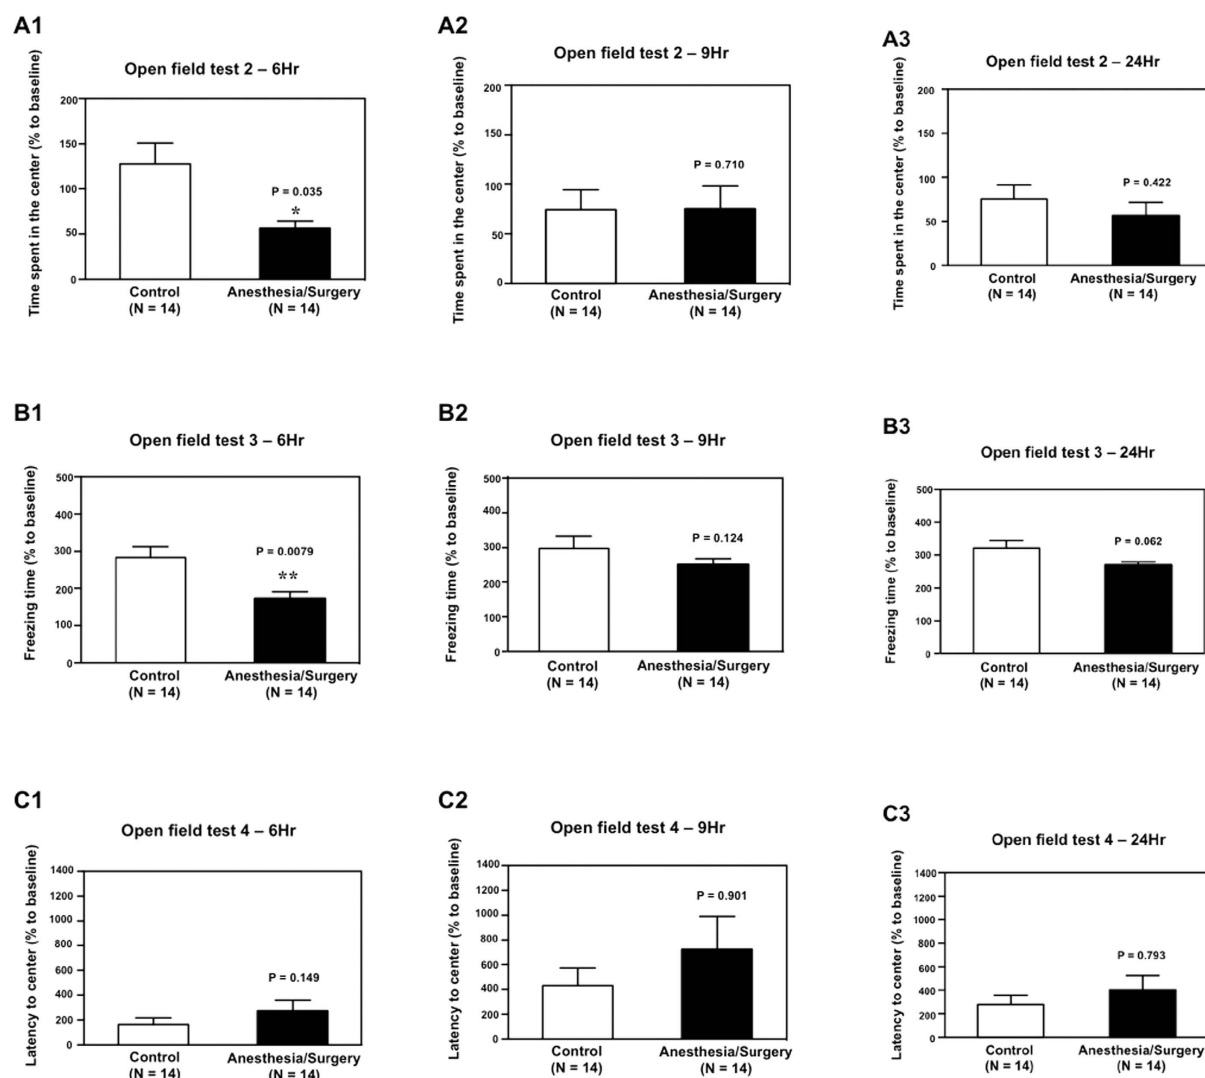 A1
Open field test 2 – 6Hr
Time spent in the center (% to baseline)
200
150
100
50
0
P = 0.035
*
Control
(N = 14)
Anesthesia/Surgery
(N = 14)
A2
Open field test 2 – 9Hr
Time spent in the center (% to baseline)
200
150
100
50
0
P = 0.710
Control
(N = 14)
Anesthesia/Surgery
(N = 14)
A3
Open field test 2 – 24Hr
Time spent in the center (% to baseline)
200
150
100
50
0
P = 0.422
Control
(N = 14)
Anesthesia/Surgery
(N = 14)
B1
Open field test 3 – 6Hr
Freezing time (% to baseline)
500
400
300
200
100
0
P = 0.0079
**
Control
(N = 14)
Anesthesia/Surgery
(N = 14)
B2
Open field test 3 – 9Hr
Freezing time (% to baseline)
500
400
300
200
100
0
P = 0.124
Control
(N = 14)
Anesthesia/Surgery
(N = 14)
B3
Open field test 3 – 24Hr
Freezing time (% to baseline)
500
400
300
200
100
0
P = 0.062
Control
(N = 14)
Anesthesia/Surgery
(N = 14)
C1
Open field test 4 – 6Hr
Latency to center (% to baseline)
1400
1200
1000
800
600
400
200
0
P = 0.149
Control
(N = 14)
Anesthesia/Surgery
(N = 14)
C2
Open field test 4 – 9Hr
Latency to center (% to baseline)
1400
1200
1000
800
600
400
200
0
P = 0.901
Control
(N = 14)
Anesthesia/Surgery
(N = 14)
C3
Open field test 4 – 24Hr
Latency to center (% to baseline)
1400
1200
1000
800
600
400
200
0
P = 0.793
Control
(N = 14)
Anesthesia/Surgery
(N = 14)